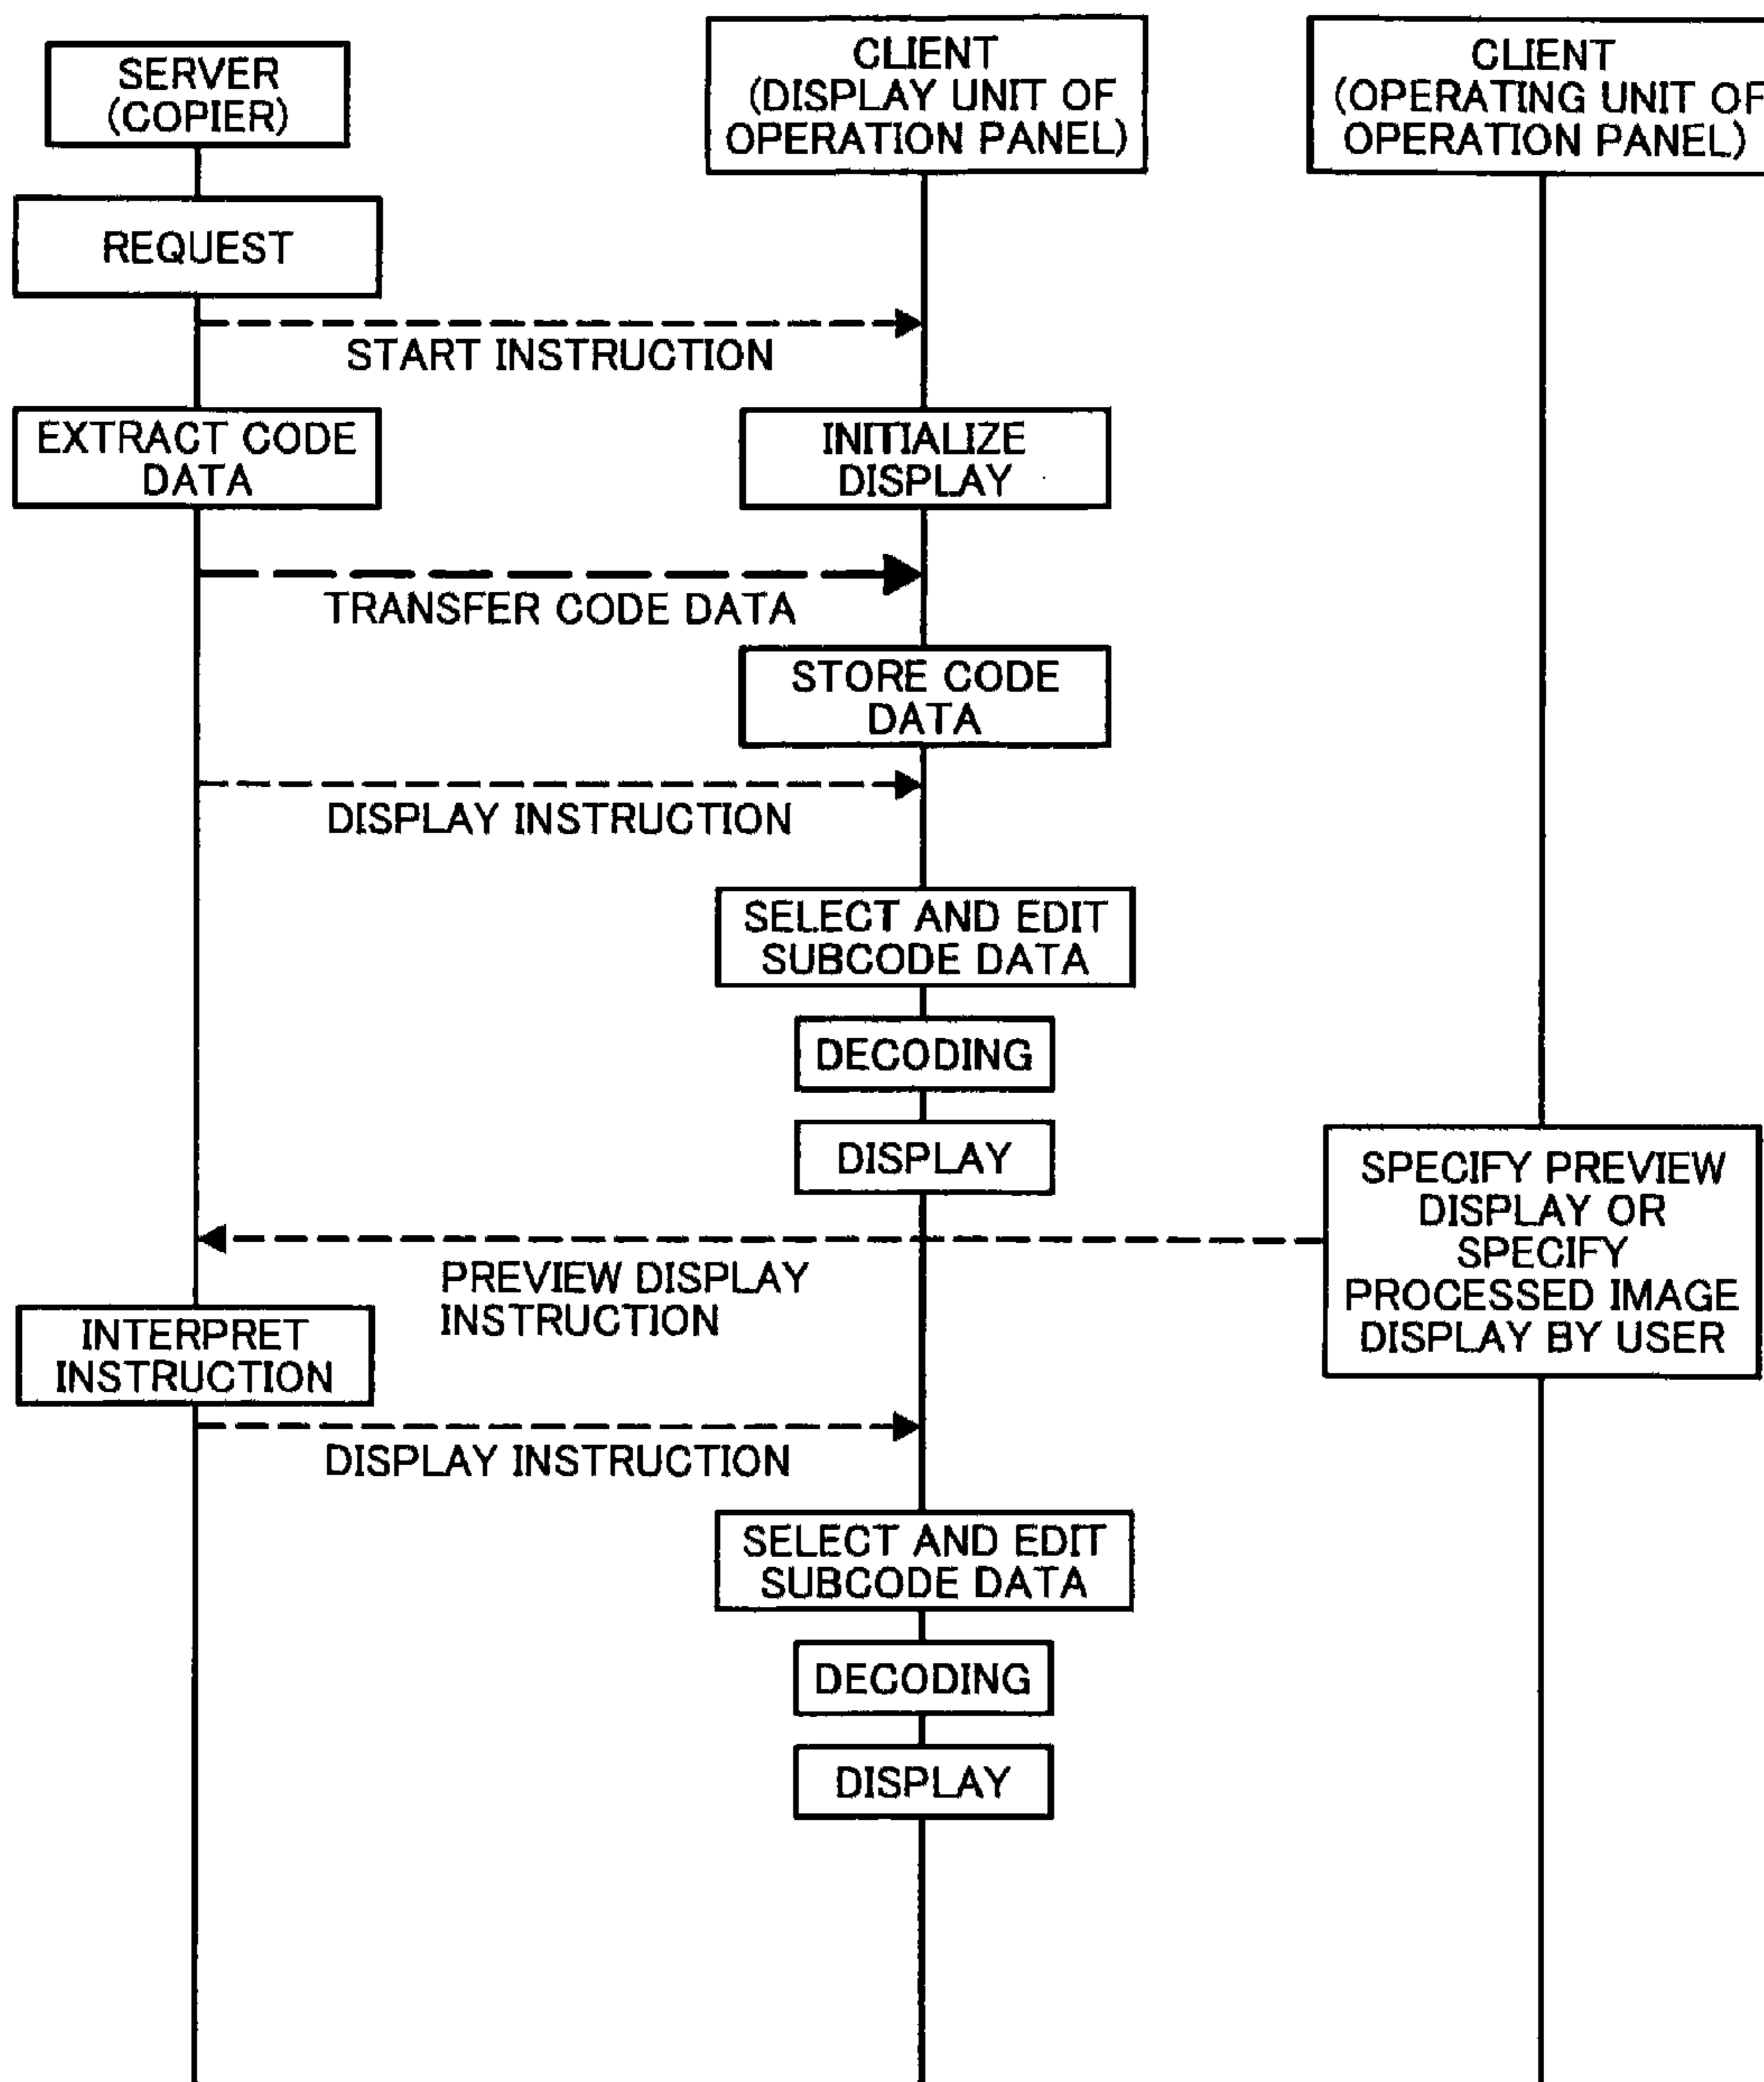 SERVER
(COPIER)
CLIENT
(DISPLAY UNIT OF
OPERATION PANEL)
CLIENT
(OPERATING UNIT OF
OPERATION PANEL)
REQUEST
START INSTRUCTION
EXTRACT CODE
DATA
INITIALIZE
DISPLAY
TRANSFER CODE DATA
STORE CODE
DATA
DISPLAY INSTRUCTION
SELECT AND EDIT
SUBCODE DATA
DECODING
DISPLAY
SPECIFY PREVIEW
DISPLAY OR
SPECIFY
PROCESSED IMAGE
DISPLAY BY USER
PREVIEW DISPLAY
INSTRUCTION
INTERPRET
INSTRUCTION
DISPLAY INSTRUCTION
SELECT AND EDIT
SUBCODE DATA
DECODING
DISPLAY